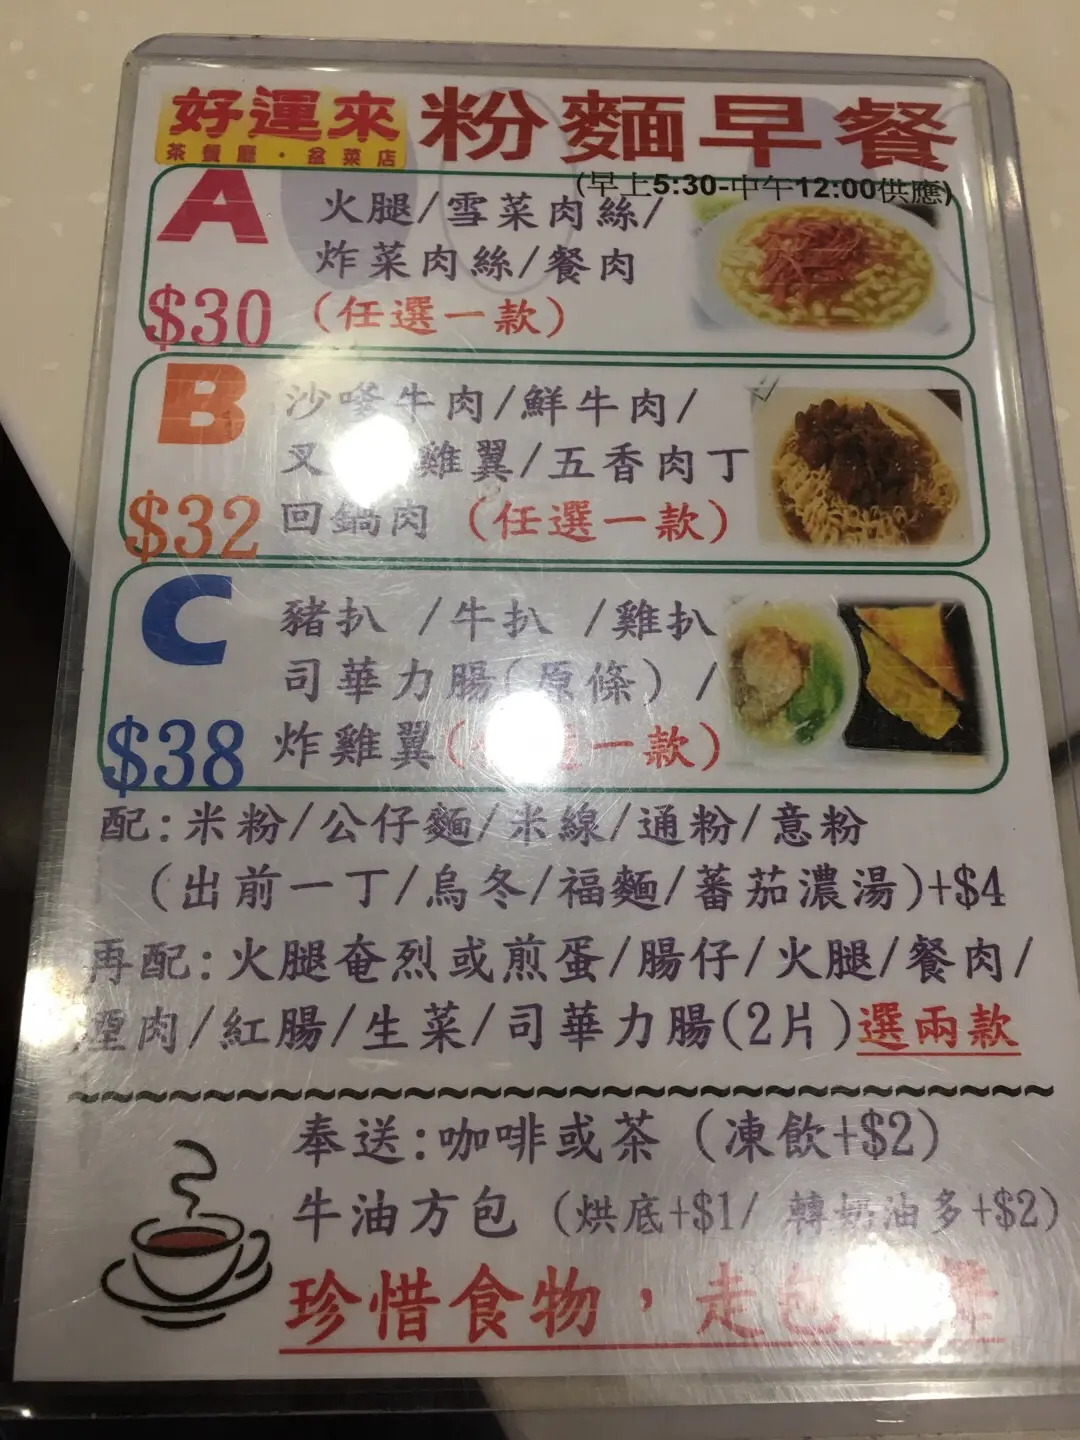 好運來
茶餐廳·盆菜店
粉麵早餐
(早上5:30-中午12:00供應)
A
火腿/雪菜肉絲/
炸菜肉絲/餐肉
$30
(任選一款)
B
沙嗲牛肉/鮮牛肉/
叉 雞翼/五香肉丁
$32
回鍋肉 (任選一款)
C
豬扒 /牛扒 /雞扒
司華力腸(原條) /
$38
炸雞翼( 一款)
配:米粉/公仔麵/米線/通粉/意粉
(出前一丁/烏冬/福麵/蕃茄濃湯)+$4
再配:火腿奄烈或煎蛋/腸仔/火腿/餐肉/
肉/紅腸/生菜/司華力腸(2片)選兩款
~~~~~~~~~~~~~~~~~~~~~~~~~~~~~~~~~~~~
奉送:咖啡或茶 (凍飲+$2)
牛油方包 (烘底+$1/ 轉奶油多+$2)
珍惜食物，走包